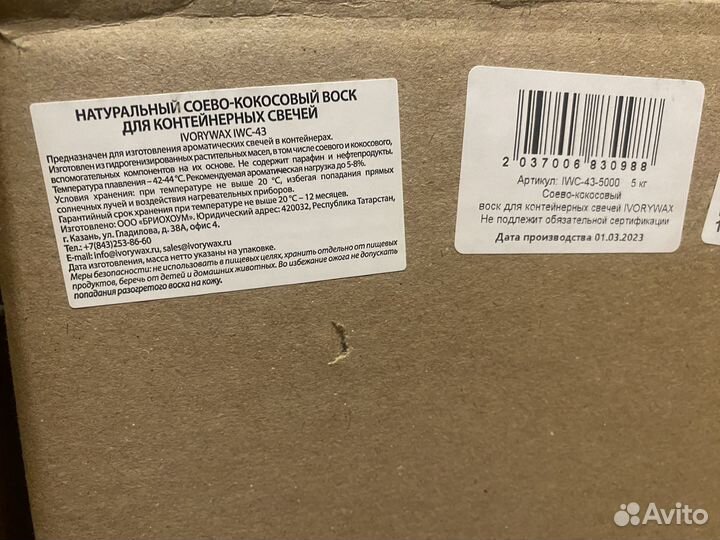 НАТУРАЛЬНЫЙ СОЕВО-КОКОСОВЫЙ ВОСК
ДЛЯ КОНТЕЙНЕРНЫХ СВЕЧЕЙ
IVORYWAX IWC-43
Предназначен для изготовления ароматических свечей в контейнерах.
Изготовлен из гидрогенизированных растительных масел, в том числе соевого и кокосового,
вспомогательных компонентов на их основе. Не содержит парафин и нефтепродукты.
Температура плавления – 42-44 °С. Рекомендуемая ароматическая нагрузка до 5-8%.
Условия хранения: при температуре не выше 20 °С, избегая попадания прямых
солнечных лучей и воздействия нагревательных приборов.
Гарантийный срок хранения при температуре не выше 20 °С – 12 месяцев.
Изготовлено: ООО «БРИОХОУМ». Юридический адрес: 420032, Республика Татарстан,
г. Казань, ул. Гладилова, д. 38А, офис 4.
Тел.: +7(843)253-86-60
E-mail: info@ivorywax.ru, sales@ivorywax.ru
Дата изготовления, масса нетто указаны на упаковке.
Меры безопасности: не использовать в пищевых целях, хранить отдельно от пищевых
продуктов, беречь от детей и домашних животных. Во избежание ожога не допускать
попадания разогретого воска на кожу.
2 037006 830988
Артикул: IWC-43-5000 5 кг
Соево-кокосовый
воск для контейнерных свечей IVORYWAX
Не подлежит обязательной сертификации
Дата производства 01.03.2023
Avito